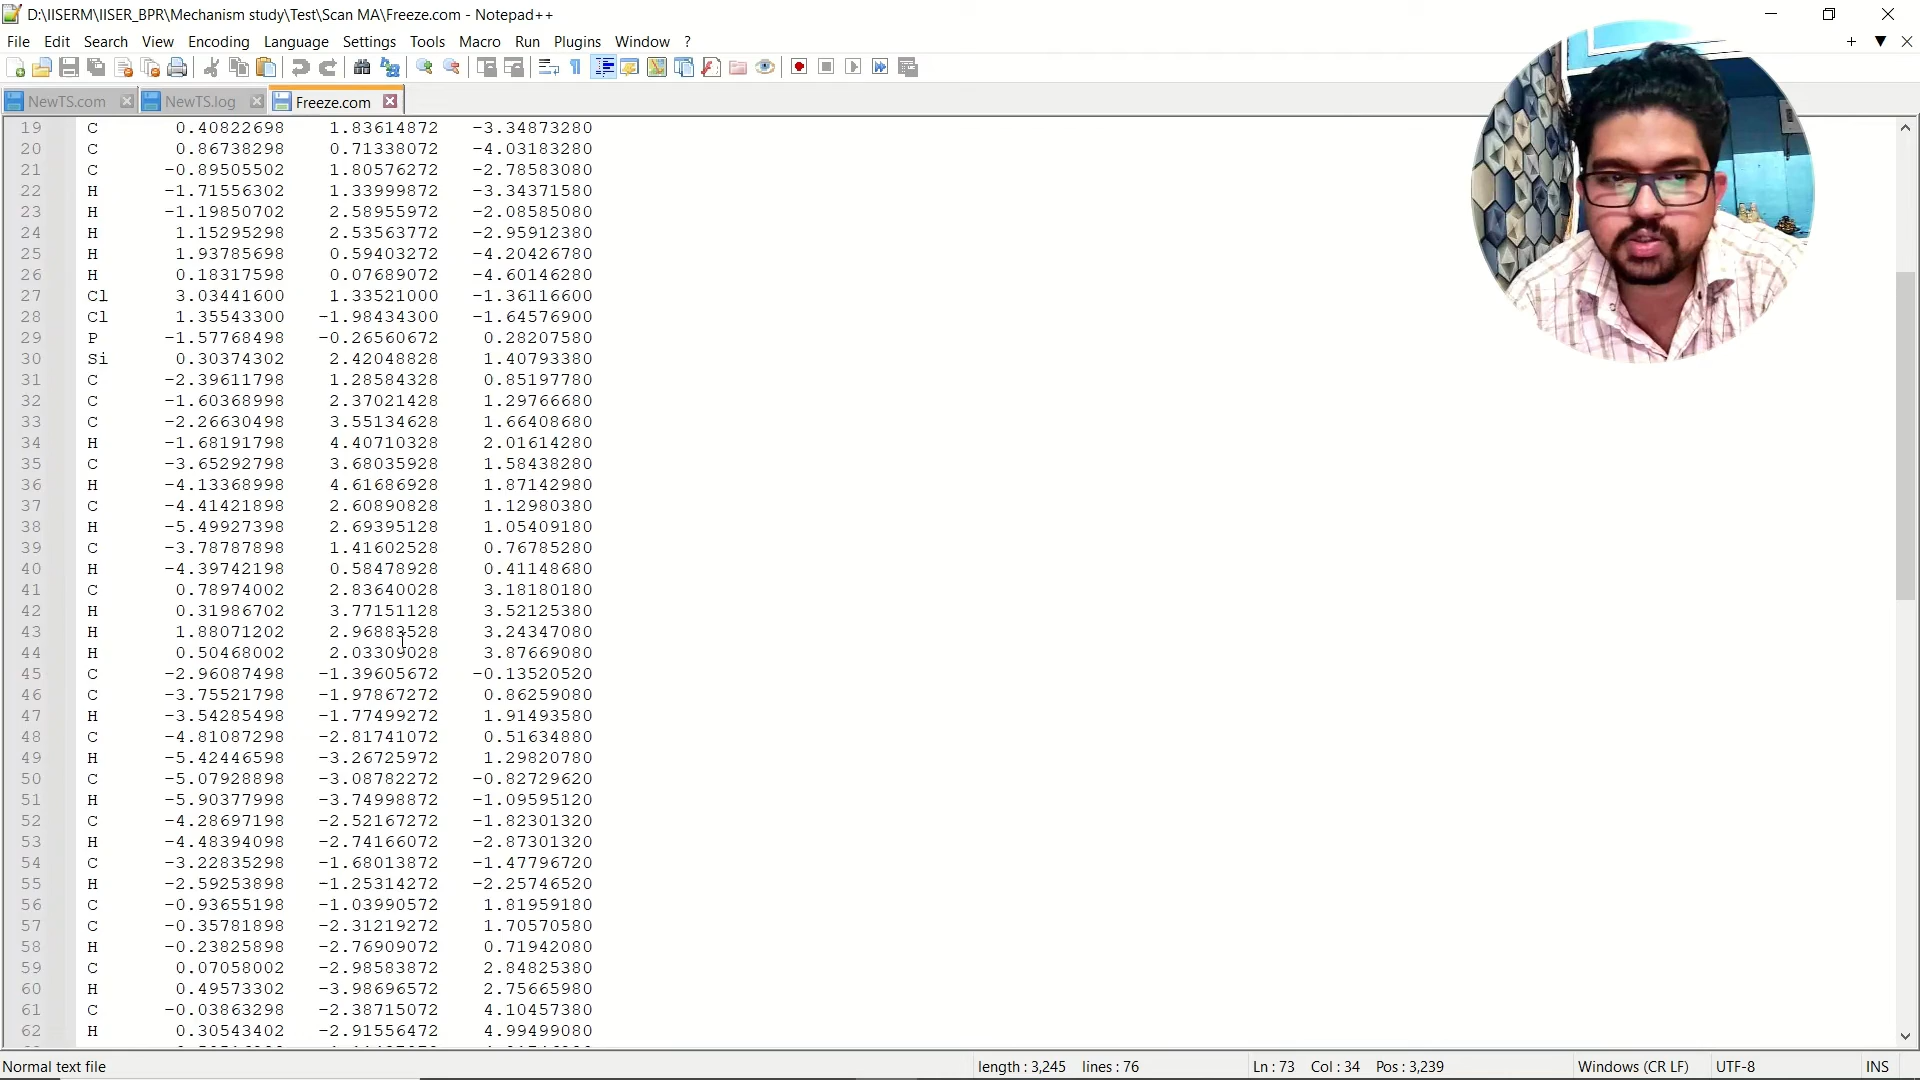 D:\IISERM\IISER_BPR\Mechanism study\Test\Scan MA\Freeze.com - Notepad++
File Edit Search View Encoding Language Settings Tools Macro Run Plugins Window ?
NewTS.com NewTS.log Freeze.com
19 C 0.40822698 1.83614872 -3.34873280
20 C 0.86738298 0.71338072 -4.03183280
21 C -0.89505502 1.80576272 -2.78583080
22 H -1.71556302 1.33999872 -3.34371580
23 H -1.19850702 2.58955972 -2.08585080
24 H 1.15295298 2.53563772 -2.95912380
25 H 1.93785698 0.59403272 -4.20426780
26 H 0.18317598 0.07689072 -4.60146280
27 Cl 3.03441600 1.33521000 -1.36116600
28 Cl 1.35543300 -1.98434300 -1.64576900
29 P -1.57768498 -0.26560672 0.28207580
30 Si 0.30374302 2.42048828 1.40793380
31 C -2.39611798 1.28584328 0.85197780
32 C -1.60368998 2.37021428 1.29766680
33 C -2.26630498 3.55134628 1.66408680
34 H -1.68191798 4.40710328 2.01614280
35 C -3.65292798 3.68035928 1.58438280
36 H -4.13368998 4.61686928 1.87142980
37 C -4.41421898 2.60890828 1.12980380
38 H -5.49927398 2.69395128 1.05409180
39 C -3.78787898 1.41602528 0.76785280
40 H -4.39742198 0.58478928 0.41148680
41 C 0.78974002 2.83640028 3.18180180
42 H 0.31986702 3.77151128 3.52125380
43 H 1.88071202 2.96883528 3.24347080
44 H 0.50468002 2.03309028 3.87669080
45 C -2.96087498 -1.39605672 -0.13520520
46 C -3.75521798 -1.97867272 0.86259080
47 H -3.54285498 -1.77499272 1.91493580
48 C -4.81087298 -2.81741072 0.51634880
49 H -5.42446598 -3.26725972 1.29820780
50 C -5.07928898 -3.08782272 -0.82729620
51 H -5.90377998 -3.74998872 -1.09595120
52 C -4.28697198 -2.52167272 -1.82301320
53 H -4.48394098 -2.74166072 -2.87301320
54 C -3.22835298 -1.68013872 -1.47796720
55 H -2.59253898 -1.25314272 -2.25746520
56 C -0.93655198 -1.03990572 1.81959180
57 C -0.35781898 -2.31219272 1.70570580
58 H -0.23825898 -2.76909072 0.71942080
59 C 0.07058002 -2.98583872 2.84825380
60 H 0.49573302 -3.98696572 2.75665980
61 C -0.03863298 -2.38715072 4.10457380
62 H 0.30543402 -2.91556472 4.99499080
Normal text file length : 3,245 lines : 76 Ln : 73 Col : 34 Pos : 3,239 Windows (CR LF) UTF-8 INS